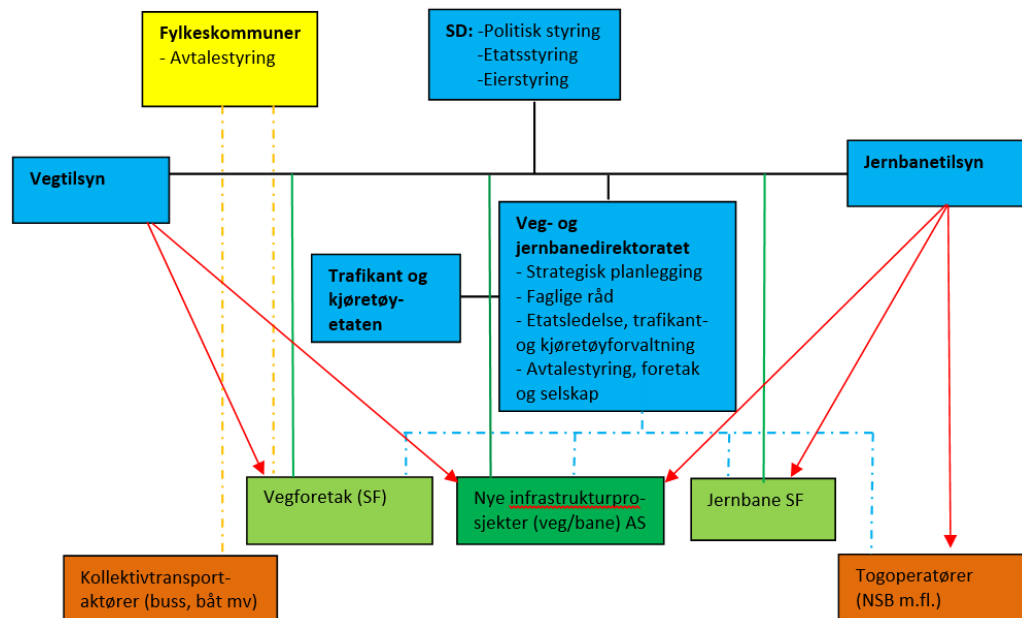 Fylkeskommuner
- Avtalestyring
SD: -Politisk styring
-Etatsstyring
-Eierstyring
Vegtilsyn
Jernbanetilsyn
Trafikant og
kjøretøy-
etaten
Veg- og
jernbanedirektoratet
- Strategisk planlegging
- Faglige råd
- Etatsledelse, trafikant-
og kjøretøyforvaltning
- Avtalestyring, foretak
og selskap
Vegforetak (SF)
Nye infrastrukturpro-
sjekter (veg/bane) AS
Jernbane SF
Kollektivtransport-
aktører (buss, båt mv)
Togoperatører
(NSB m.fl.)